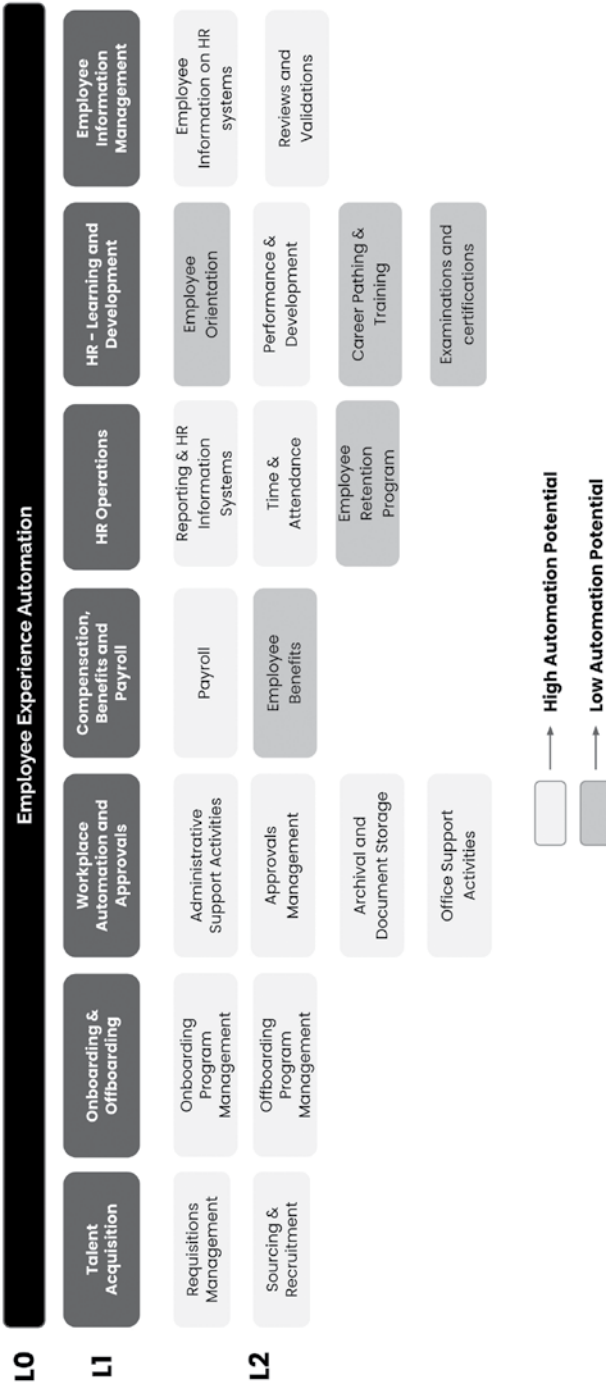 L0
Employee Experience Automation
L1
Talent
Acquisition
Onboarding &
Offboarding
Workplace
Automation and
Approvals
Compensation,
Benefits and
Payroll
HR Operations
HR - Learning and
Development
Employee
Information
Management
L2
Requisitions
Management
Sourcing &
Recruitment
Onboarding
Program
Management
Offboarding
Program
Management
Administrative
Support Activities
Approvals
Management
Archival and
Document Storage
Office Support
Activities
Payroll
Employee
Benefits
Reporting & HR
Information
Systems
Time &
Attendance
Employee
Retention
Program
Employee
Orientation
Performance &
Development
Career Pathing &
Training
Examinations and
certifications
Employee
Information on HR
systems
Reviews and
Validations
High Automation Potential
Low Automation Potential